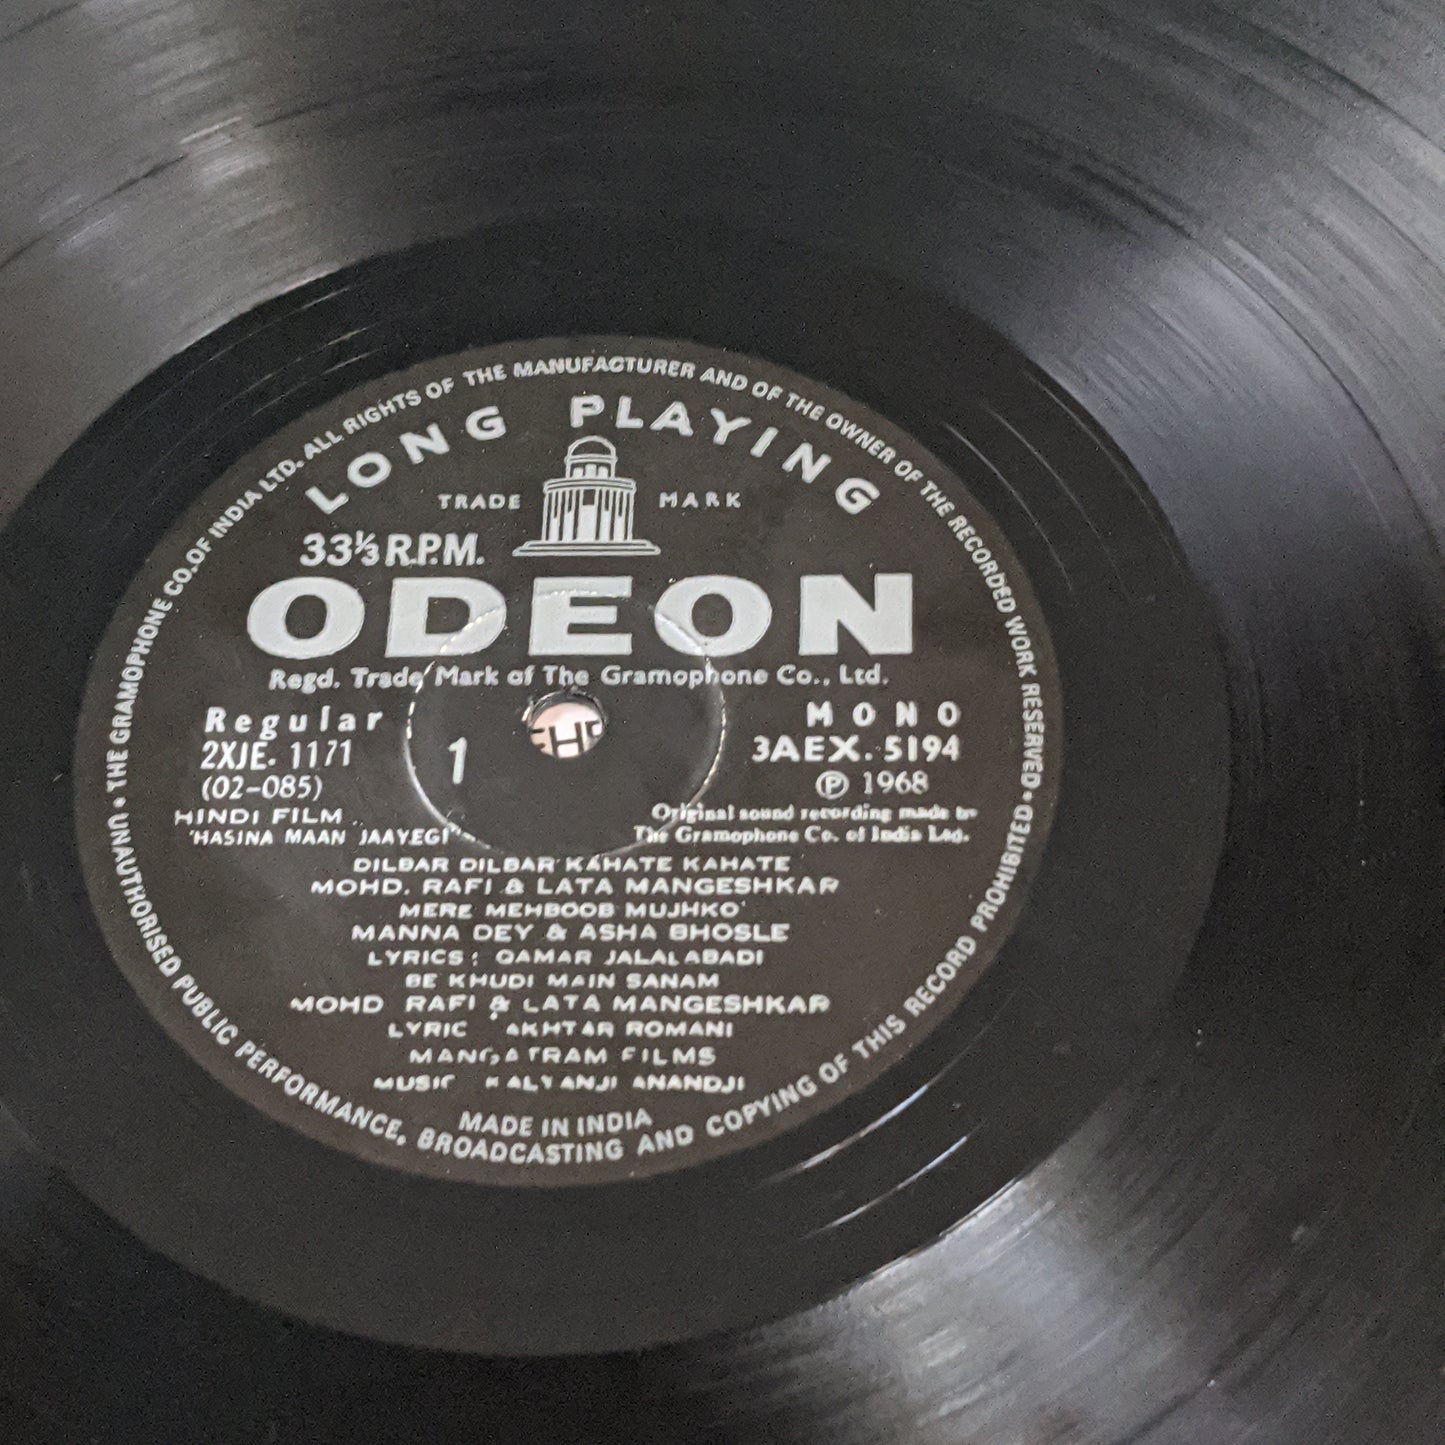 THE GRAMOPHONE CO. OF INDIA LTD. ALL RIGHTS OF THE MANUFACTURER AND OF THE OWNER OF THE RECORDED WORK RESERVED •
UNAUTHORISED PUBLIC PERFORMANCE, BROADCASTING AND COPYING OF THIS RECORD PROHIBITED •
LONG PLAYING
TRADE MARK
33⅓ R.P.M.
ODEON
Regd. Trade Mark of The Gramophone Co., Ltd.
Regular
MONO
2XJE. 1171
1
3AEX. 5194
(02-085)
Ⓟ 1968
HINDI FILM
Original sound recording made by
'HASINA MAAN JAAYEGI'
The Gramophone Co. of India Ltd.
DILBAR DILBAR KAHATE KAHATE
MOHD. RAFI & LATA MANGESHKAR
MERE MEHBOOB MUJHKO
MANNA DEY & ASHA BHOSLE
LYRICS: QAMAR JALALABADI
BE KHUDI MAIN SANAM
MOHD RAFI & LATA MANGESHKAR
LYRIC AKHTAR ROMANI
FILMS
MUSIC KALYANJI ANANDJI
MADE IN INDIA